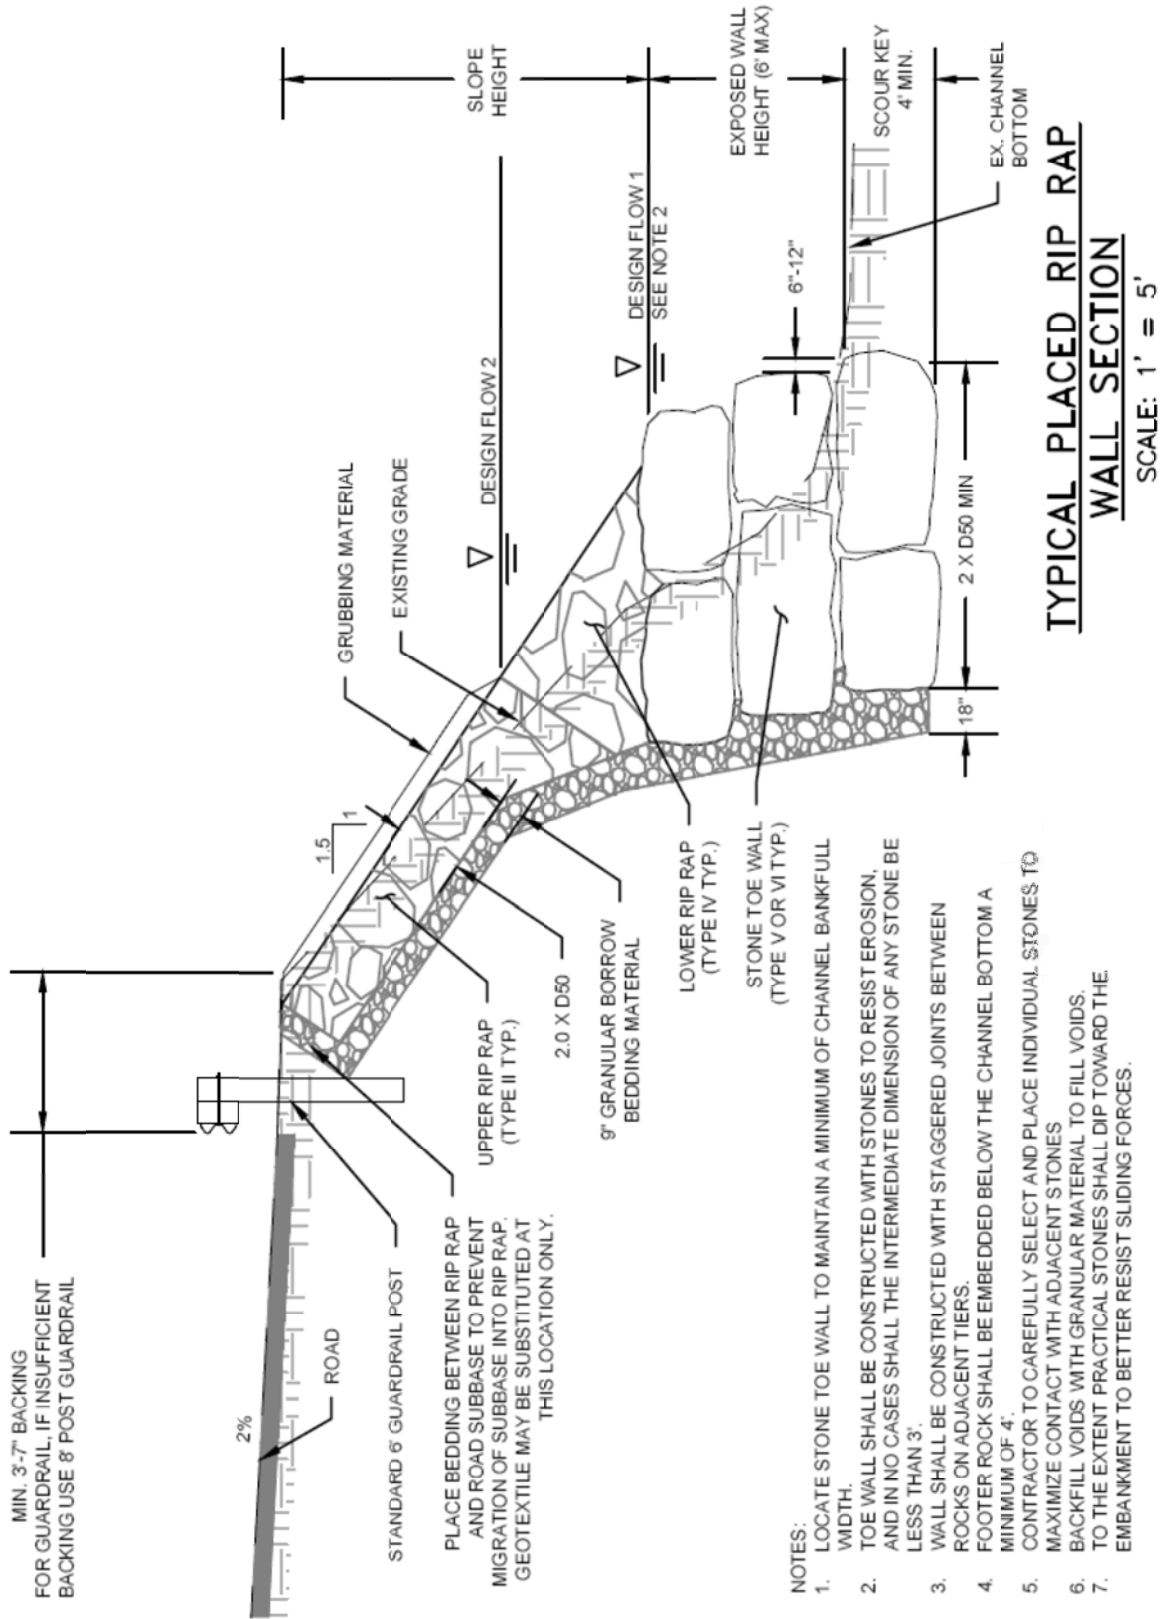 MIN. 3'-7" BACKING
FOR GUARDRAIL, IF INSUFFICIENT
BACKING USE 8' POST GUARDRAIL
2%
ROAD
STANDARD 6' GUARDRAIL POST
PLACE BEDDING BETWEEN RIP RAP
AND ROAD SUBBASE TO PREVENT
MIGRATION OF SUBBASE INTO RIP RAP.
GEOTEXTILE MAY BE SUBSTITUTED AT
THIS LOCATION ONLY.
UPPER RIP RAP
(TYPE II TYP.)
2.0 X D50
9" GRANULAR BORROW
BEDDING MATERIAL
LOWER RIP RAP
(TYPE IV TYP.)
STONE TOE WALL
(TYPE V OR VI TYP.)
1.5
1
GRUBBING MATERIAL
EXISTING GRADE
DESIGN FLOW 2
DESIGN FLOW 1
SEE NOTE 2
SLOPE
HEIGHT
EXPOSED WALL
HEIGHT (6' MAX)
SCOUR KEY
4' MIN.
6"-12"
EX. CHANNEL
BOTTOM
18"
2 X D50 MIN
TYPICAL PLACED RIP RAP
WALL SECTION
SCALE: 1' = 5'
NOTES:
1. LOCATE STONE TOE WALL TO MAINTAIN A MINIMUM OF CHANNEL BANKFULL
WIDTH.
2. TOE WALL SHALL BE CONSTRUCTED WITH STONES TO RESIST EROSION,
AND IN NO CASES SHALL THE INTERMEDIATE DIMENSION OF ANY STONE BE
LESS THAN 3'.
3. WALL SHALL BE CONSTRUCTED WITH STAGGERED JOINTS BETWEEN
ROCKS ON ADJACENT TIERS.
4. FOOTER ROCK SHALL BE EMBEDDED BELOW THE CHANNEL BOTTOM A
MINIMUM OF 4'.
5. CONTRACTOR TO CAREFULLY SELECT AND PLACE INDIVIDUAL STONES TO
MAXIMIZE CONTACT WITH ADJACENT STONES
6. BACKFILL VOIDS WITH GRANULAR MATERIAL TO FILL VOIDS.
7. TO THE EXTENT PRACTICAL STONES SHALL DIP TOWARD THE
EMBANKMENT TO BETTER RESIST SLIDING FORCES.